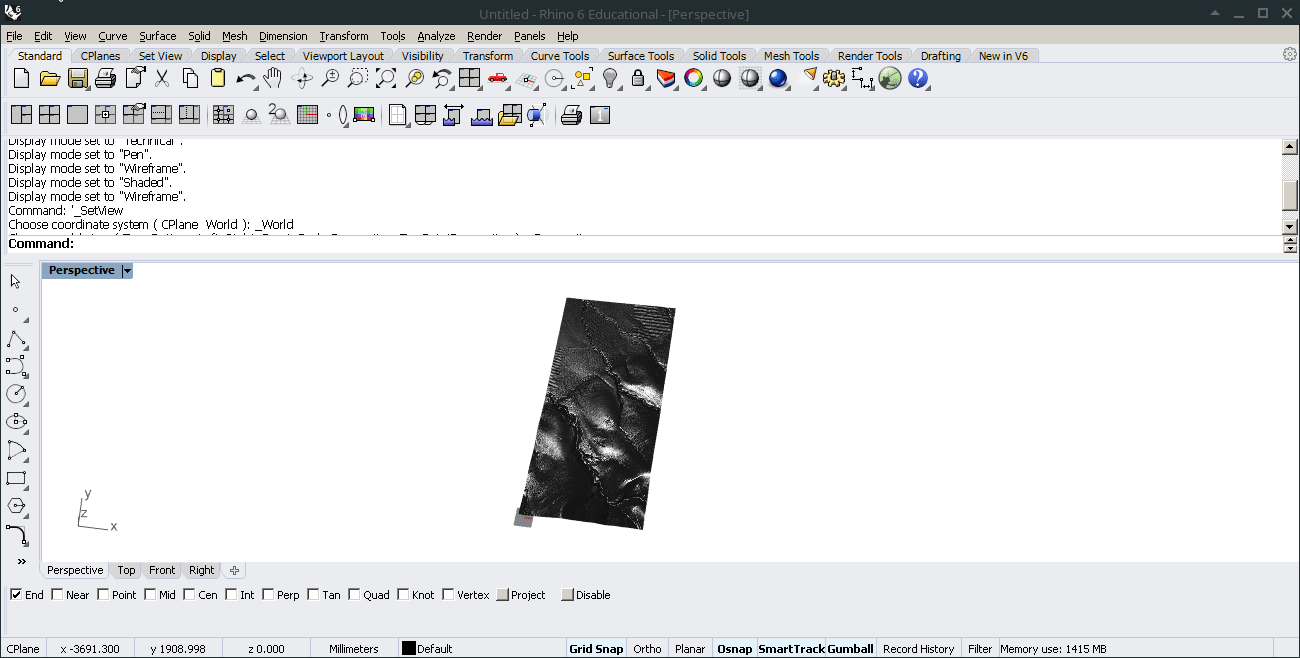 6
Untitled - Rhino 6 Educational - [Perspective]
File Edit View Curve Surface Solid Mesh Dimension Transform Tools Analyze Render Panels Help
Standard CPlanes Set View Display Select Viewport Layout Visibility Transform Curve Tools Surface Tools Solid Tools Mesh Tools Render Tools Drafting New in V6
Display mode set to "Technical".
Display mode set to "Pen".
Display mode set to "Wireframe".
Display mode set to "Shaded".
Display mode set to "Wireframe".
Command: '_SetView
Choose coordinate system ( CPlane World ): _World
Command:
Perspective
y
z
x
Perspective Top Front Right
End Near Point Mid Cen Int Perp Tan Quad Knot Vertex Project Disable
CPlane x -3691.300 y 1908.998 z 0.000 Millimeters Default Grid Snap Ortho Planar Osnap SmartTrack Gumball Record History Filter Memory use: 1415 MB